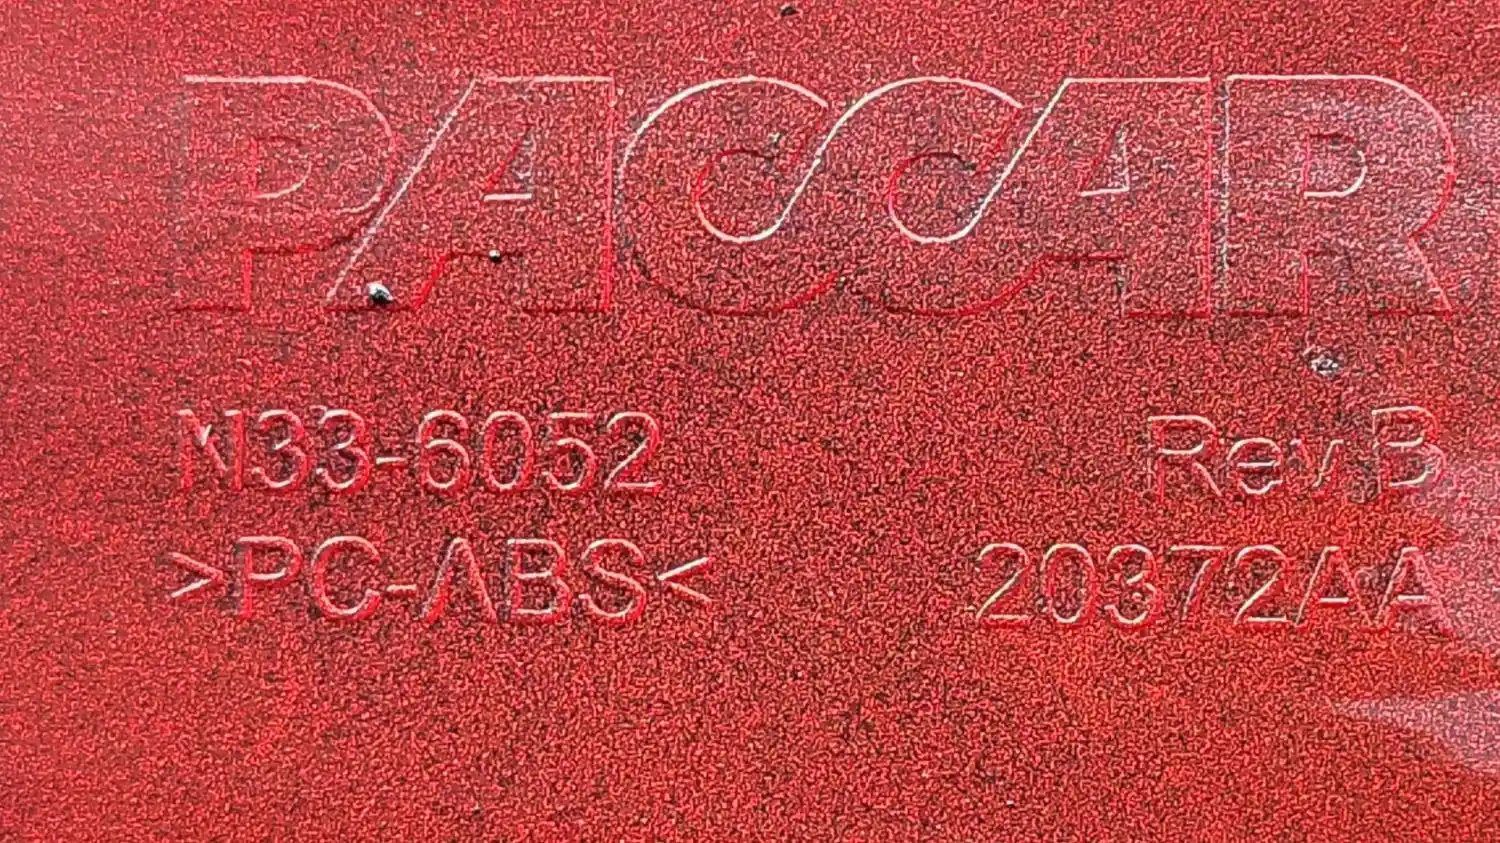 PACCAR
N33-6052 Rev B
>PC-ABS< 20372AA